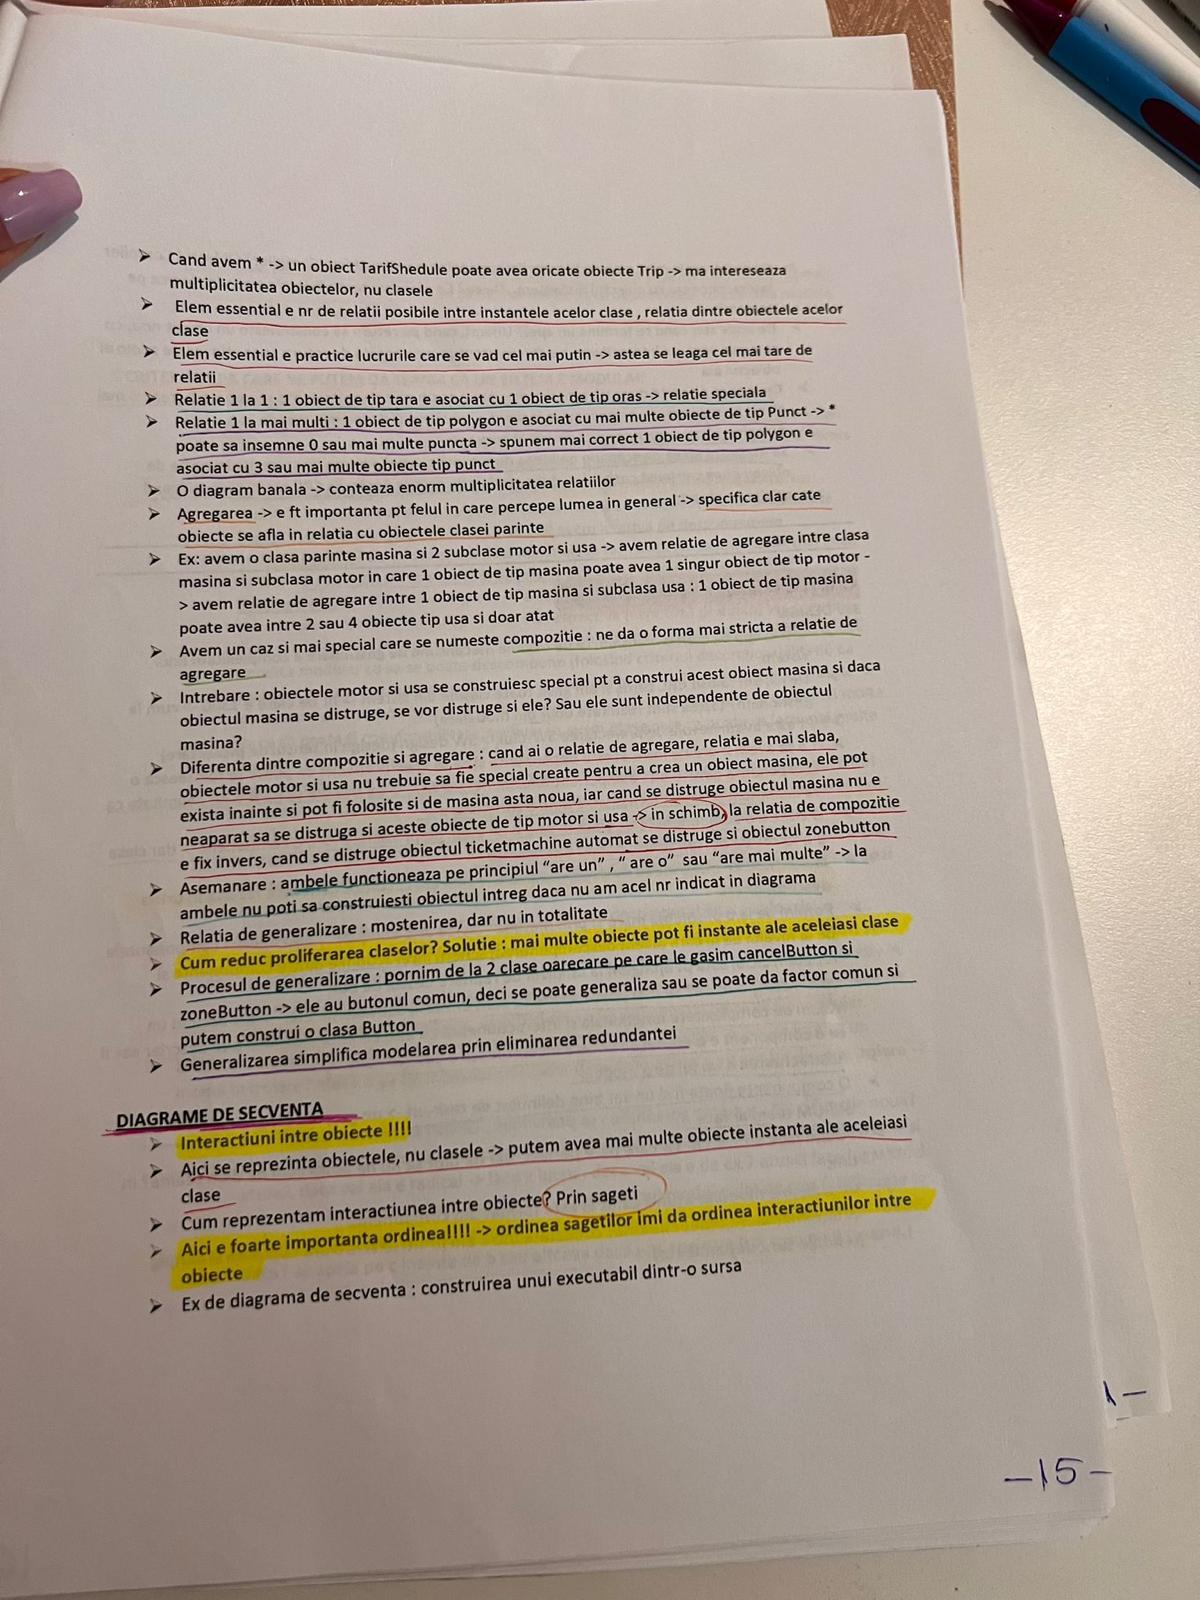 ➤ Cand avem * -> un obiect TarifShedule poate avea oricate obiecte Trip -> ma intereseaza
multiplicitatea obiectelor, nu clasele
➤ Elem essential e nr de relatii posibile intre instantele acelor clase , relatia dintre obiectele acelor
clase
➤ Elem essential e practice lucrurile care se vad cel mai putin -> astea se leaga cel mai tare de
relatii
➤ Relatie 1 la 1 : 1 obiect de tip tara e asociat cu 1 obiect de tip oras -> relatie speciala
➤ Relatie 1 la mai multi : 1 obiect de tip polygon e asociat cu mai multe obiecte de tip Punct -> *
poate sa insemne 0 sau mai multe puncta -> spunem mai correct 1 obiect de tip polygon e
asociat cu 3 sau mai multe obiecte tip punct
➤ O diagram banala -> conteaza enorm multiplicitatea relatiilor
➤ Agregarea -> e ft importanta pt felul in care percepe lumea in general -> specifica clar cate
obiecte se afla in relatia cu obiectele clasei parinte
➤ Ex: avem o clasa parinte masina si 2 subclase motor si usa -> avem relatie de agregare intre clasa
masina si subclasa motor in care 1 obiect de tip masina poate avea 1 singur obiect de tip motor -
> avem relatie de agregare intre 1 obiect de tip masina si subclasa usa : 1 obiect de tip masina
poate avea intre 2 sau 4 obiecte tip usa si doar atat
➤ Avem un caz si mai special care se numeste compozitie : ne da o forma mai stricta a relatie de
agregare
➤ Intrebare : obiectele motor si usa se construiesc special pt a construi acest obiect masina si daca
obiectul masina se distruge, se vor distruge si ele? Sau ele sunt independente de obiectul
masina?
➤ Diferenta dintre compozitie si agregare : cand ai o relatie de agregare, relatia e mai slaba,
obiectele motor si usa nu trebuie sa fie special create pentru a crea un obiect masina, ele pot
exista inainte si pot fi folosite si de masina asta noua, iar cand se distruge obiectul masina nu e
neaparat sa se distruga si aceste obiecte de tip motor si usa -> in schimb, la relatia de compozitie
e fix invers, cand se distruge obiectul ticketmachine automat se distruge si obiectul zonebutton
➤ Asemanare : ambele functioneaza pe principiul “are un” , “ are o” sau “are mai multe” -> la
ambele nu poti sa construiesti obiectul intreg daca nu am acel nr indicat in diagrama
➤ Relatia de generalizare : mostenirea, dar nu in totalitate
➤ Cum reduc proliferarea claselor? Solutie : mai multe obiecte pot fi instante ale aceleiasi clase
➤ Procesul de generalizare : pornim de la 2 clase oarecare pe care le gasim cancelButton si
zoneButton -> ele au butonul comun, deci se poate generaliza sau se poate da factor comun si
putem construi o clasa Button
➤ Generalizarea simplifica modelarea prin eliminarea redundantei
DIAGRAME DE SECVENTA
➤ Interactiuni intre obiecte !!!!
➤ Aici se reprezinta obiectele, nu clasele -> putem avea mai multe obiecte instanta ale aceleiasi
clase
➤ Cum reprezentam interactiunea intre obiecte? Prin sageti
➤ Aici e foarte importanta ordinea!!!! -> ordinea sagetilor imi da ordinea interactiunilor intre
obiecte
➤ Ex de diagrama de secventa : construirea unui executabil dintr-o sursa
-15-